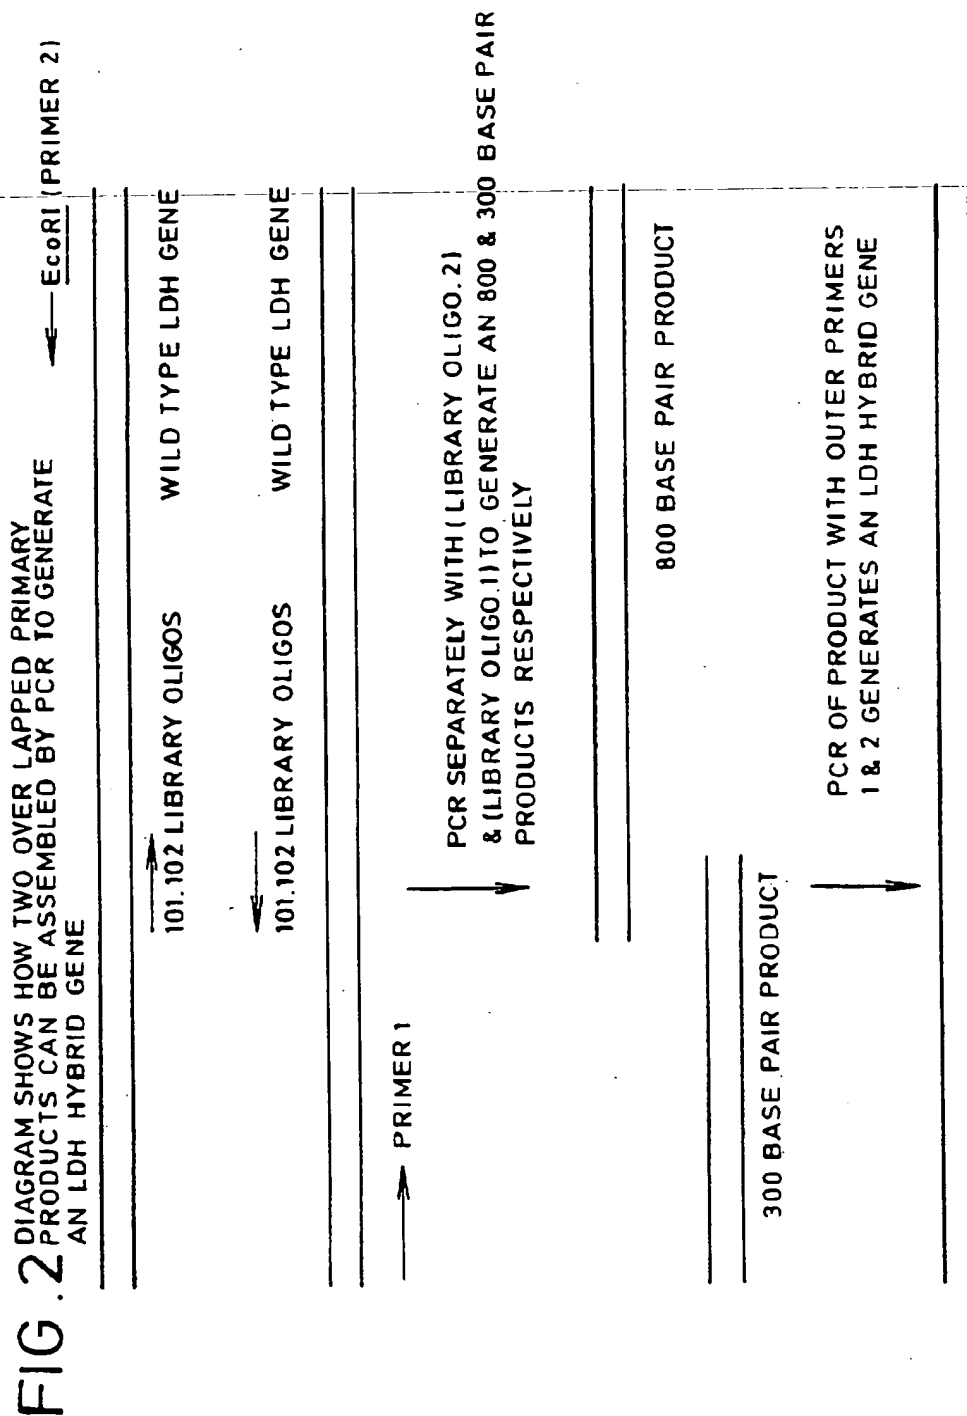 FIG.2 DIAGRAM SHOWS HOW TWO OVER LAPPED PRIMARY
PRODUCTS CAN BE ASSEMBLED BY PCR TO GENERATE
AN LDH HYBRID GENE
EcoRI (PRIMER 2)
101.102 LIBRARY OLIGOS WILD TYPE LDH GENE
101.102 LIBRARY OLIGOS WILD TYPE LDH GENE
PRIMER 1
PCR SEPARATELY WITH (LIBRARY OLIGO.2)
& (LIBRARY OLIGO.1) TO GENERATE AN 800 & 300 BASE PAIR
PRODUCTS RESPECTIVELY
800 BASE PAIR PRODUCT
300 BASE PAIR PRODUCT
PCR OF PRODUCT WITH OUTER PRIMERS
1 & 2 GENERATES AN LDH HYBRID GENE